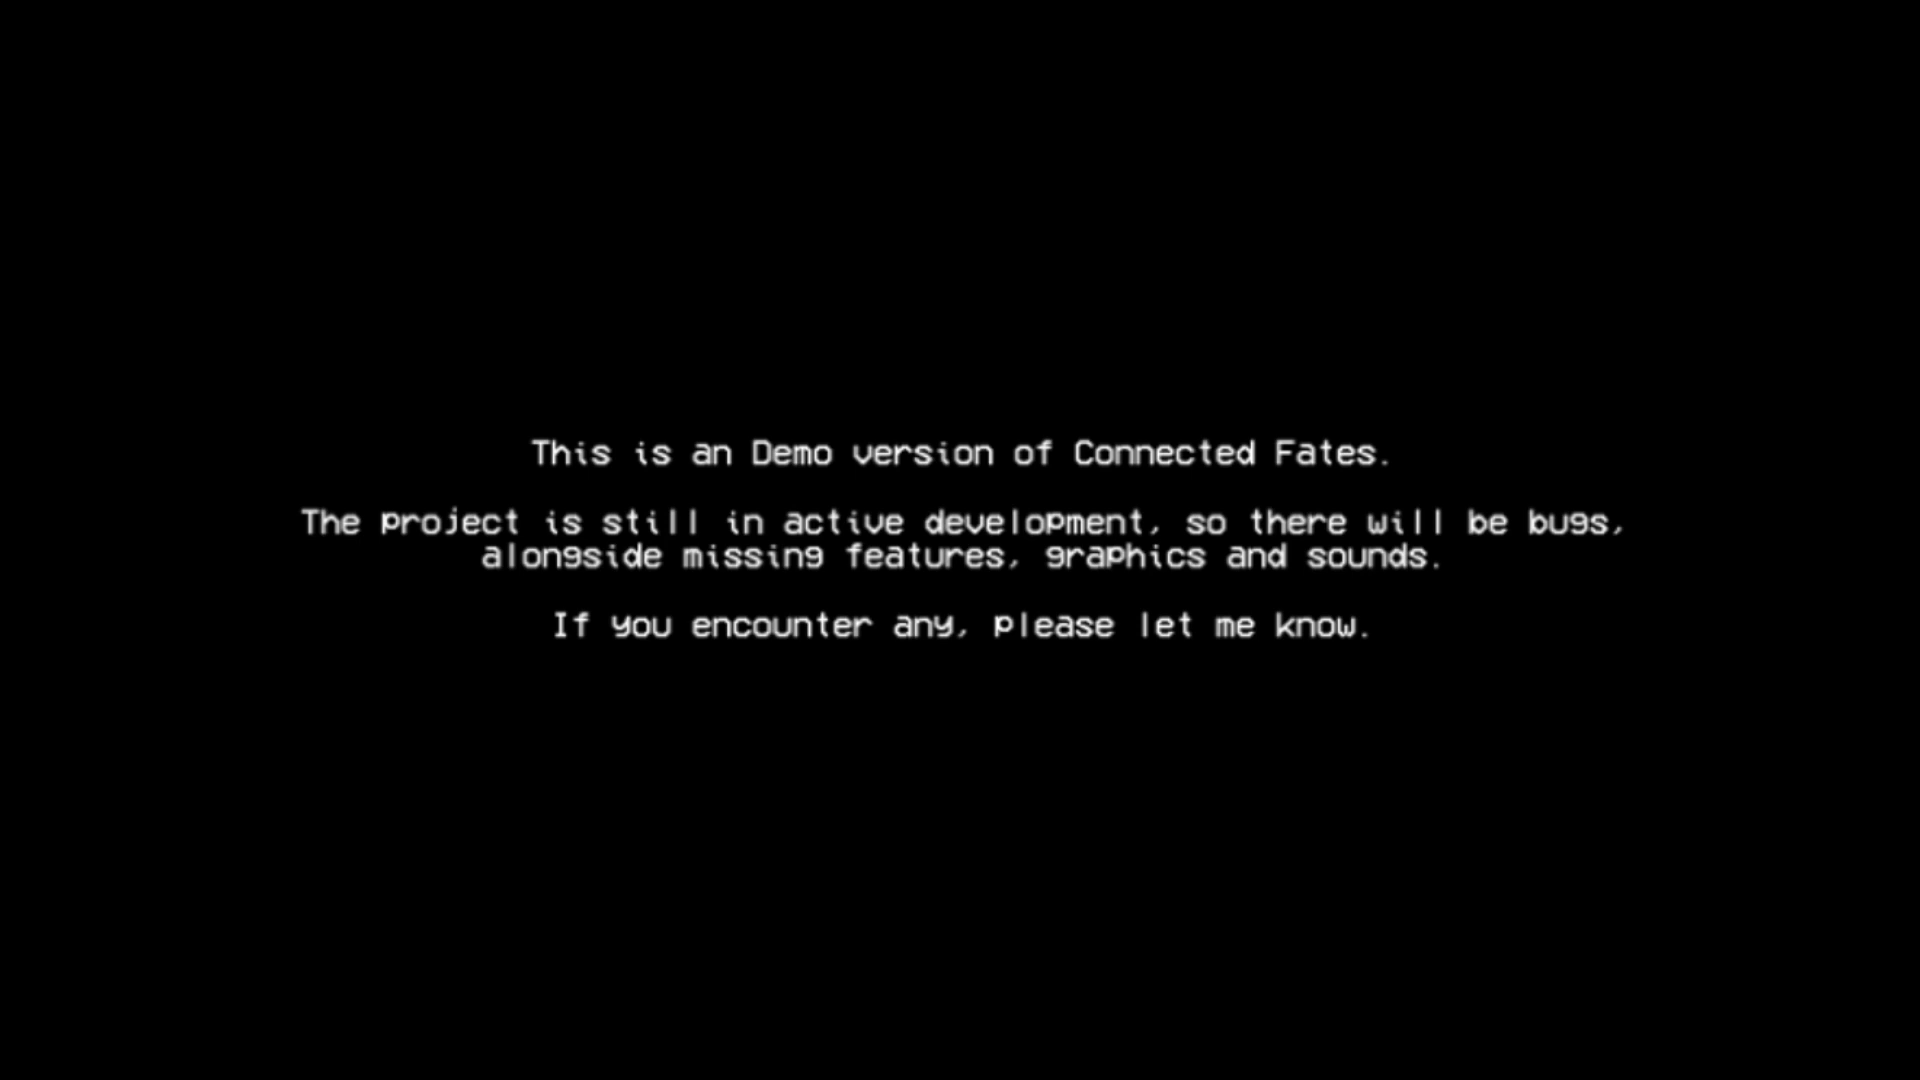 This is an Demo version of Connected Fates.
The project is still in active development, so there will be bugs,
alongside missing features, graphics and sounds.
If you encounter any, please let me know.